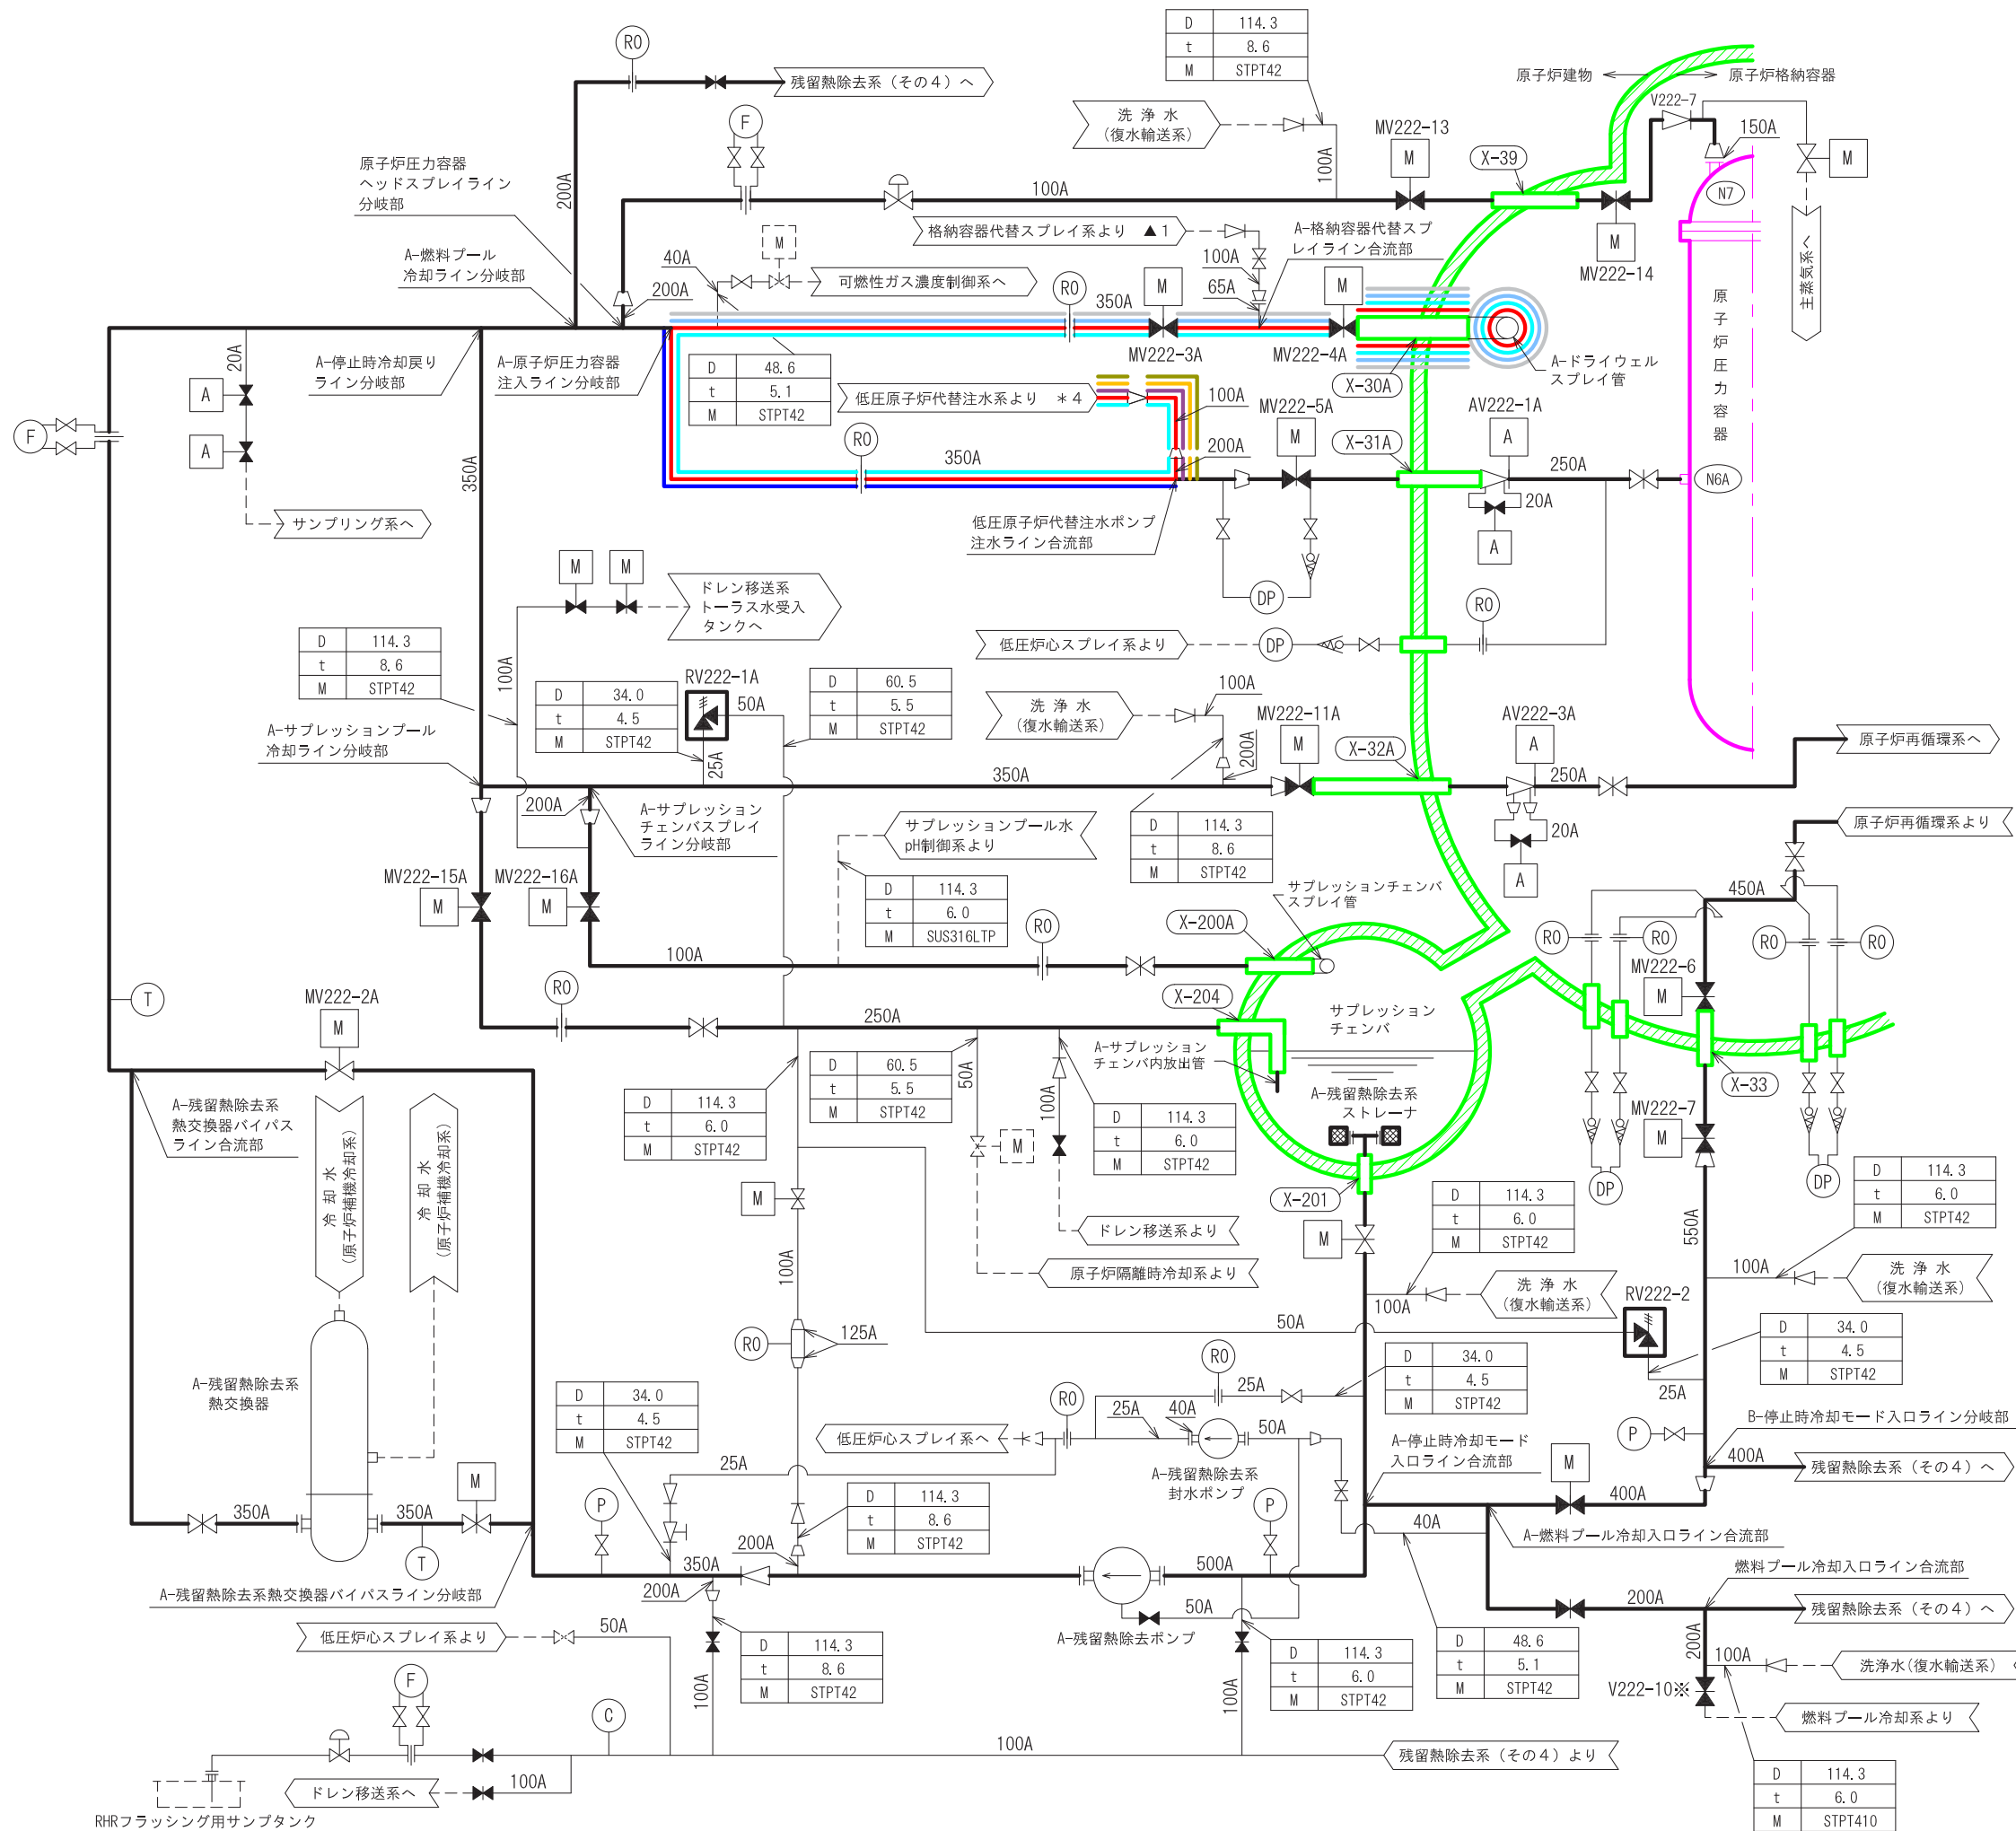 D 114.3
t 8.6
M STPT42
RO
残留熱除去系（その４）へ
原子炉建物
原子炉格納容器
洗 浄 水
(復水輸送系)
V222-7
F
MV222-13
M
X-39
150A
M
原子炉圧力容器
ヘッドスプレイライン
分岐部
200A
100A
100A
N7
格納容器代替スプレイ系より ▲１
A-格納容器代替スプ
レイライン合流部
M
M
MV222-14
主蒸気系へ
A-燃料プール
冷却ライン分岐部
40A
200A
可燃性ガス濃度制御系へ
100A
65A
RO
350A
M
M
MV222-3A
MV222-4A
原子炉圧力容器
20A
A-停止時冷却戻り
ライン分岐部
A-原子炉圧力容器
注入ライン分岐部
D 48.6
t 5.1
M STPT42
X-30A
A-ドライウェル
スプレイ管
A
低圧原子炉代替注水系より ＊４
100A
MV222-5A
M
AV222-1A
A
F
A
RO
350A
200A
X-31A
250A
N6A
350A
サンプリング系へ
低圧原子炉代替注水ポンプ
注水ライン合流部
20A
A
M
M
ドレン移送系
トーラス水受入
タンクへ
DP
RO
D 114.3
t 8.6
M STPT42
100A
低圧炉心スプレイ系より
DP
D 34.0
t 4.5
M STPT42
RV222-1A
50A
25A
D 60.5
t 5.5
M STPT42
洗 浄 水
(復水輸送系)
100A
MV222-11A
M
AV222-3A
A
A-サプレッションプール
冷却ライン分岐部
350A
200A
X-32A
250A
原子炉再循環系へ
200A
A-サプレッション
チェンバスプレイ
ライン分岐部
サプレッションプール水
pH制御系より
D 114.3
t 8.6
M STPT42
20A
A
原子炉再循環系より
MV222-15A
M
MV222-16A
M
D 114.3
t 6.0
M SUS316LTP
サプレッションチェンバ
スプレイ管
450A
X-200A
RO
RO
RO
RO
100A
RO
MV222-6
M
T
MV222-2A
M
RO
250A
X-204
サプレッション
チェンバ
A-サプレッション
チェンバ内放出管
D 60.5
t 5.5
M STPT42
50A
100A
A-残留熱除去系
ストレーナ
X-33
A-残留熱除去系
熱交換器バイパス
ライン合流部
冷 却 水
(原子炉補機冷却系)
冷 却 水
(原子炉補機冷却系)
D 114.3
t 6.0
M STPT42
M
D 114.3
t 6.0
M STPT42
MV222-7
M
M
X-201
DP
DP
D 114.3
t 6.0
M STPT42
D 114.3
t 6.0
M STPT42
ドレン移送系より
M
550A
100A
原子炉隔離時冷却系より
100A
洗 浄 水
(復水輸送系)
100A
洗 浄 水
(復水輸送系)
RV222-2
RO
125A
50A
D 34.0
t 4.5
M STPT42
A-残留熱除去系
熱交換器
D 34.0
t 4.5
M STPT42
RO
25A
D 34.0
t 4.5
M STPT42
25A
低圧炉心スプレイ系へ
RO
25A
40A
50A
A-残留熱除去系
封水ポンプ
A-停止時冷却モード
入口ライン合流部
P
B-停止時冷却モード入口ライン分岐部
400A
残留熱除去系（その４）へ
25A
M
M
400A
350A
350A
T
P
D 114.3
t 8.6
M STPT42
P
40A
A-燃料プール冷却入口ライン合流部
A-残留熱除去系熱交換器バイパスライン分岐部
350A
200A
200A
500A
燃料プール冷却入口ライン合流部
50A
200A
残留熱除去系（その４）へ
低圧炉心スプレイ系より
50A
A-残留熱除去ポンプ
D 114.3
t 8.6
M STPT42
D 114.3
t 6.0
M STPT42
D 48.6
t 5.1
M STPT42
200A
100A
洗浄水(復水輸送系)
F
C
100A
100A
V222-10※
燃料プール冷却系より
100A
残留熱除去系（その４）より
ドレン移送系へ
100A
RHRフラッシング用サンプタンク
D 114.3
t 6.0
M STPT410